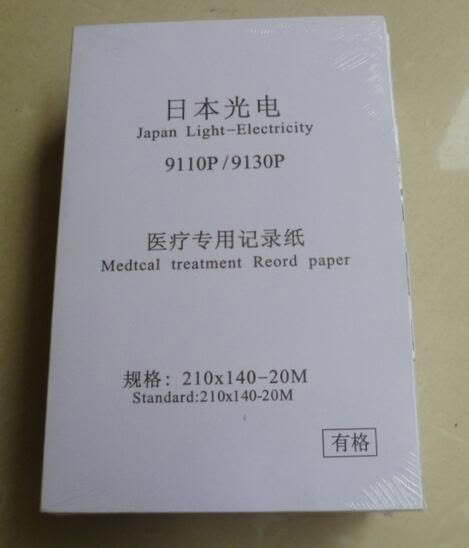 日本光电
Japan Light-Electricity
9110P/9130P
医疗专用记录纸
Medtcal treatment Reord paper
规格：210x140-20M
Standard:210x140-20M
有格